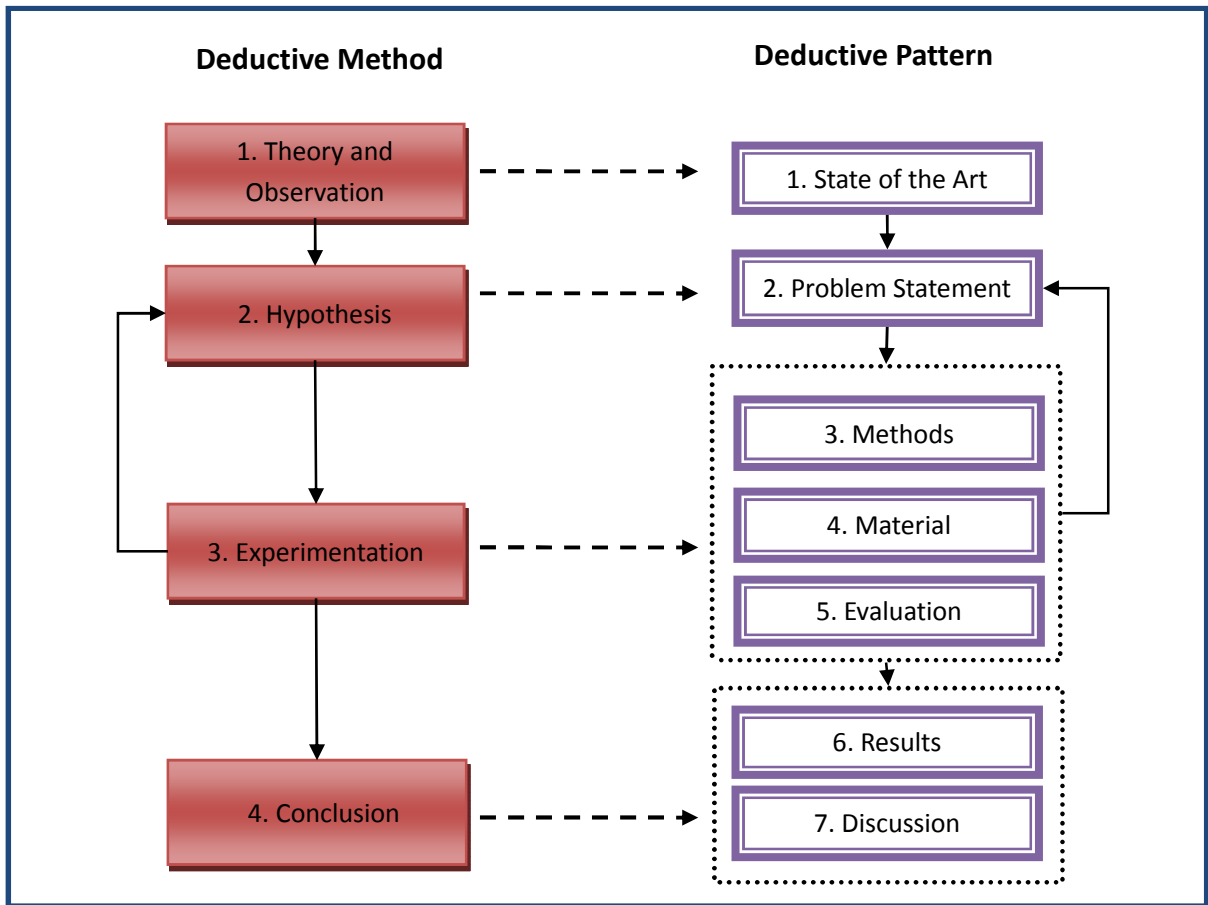 Deductive Method
1. Theory and
Observation
2. Hypothesis
3. Experimentation
4. Conclusion
Deductive Pattern
1. State of the Art
2. Problem Statement
3. Methods
4. Material
5. Evaluation
6. Results
7. Discussion